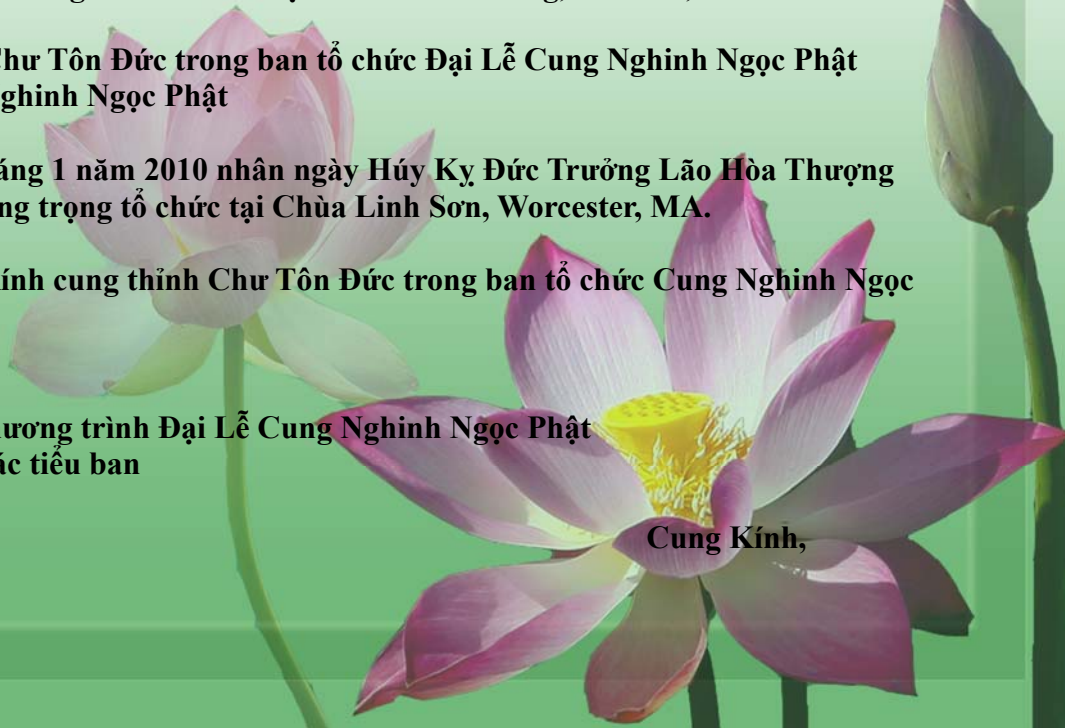 Chư Tôn Đức trong ban tổ chức Đại Lễ Cung Nghinh Ngọc Phật
ghinh Ngọc Phật
áng 1 năm 2010 nhân ngày Húy Kỵ Đức Trưởng Lão Hòa Thượng
ng trọng tổ chức tại Chùa Linh Sơn, Worcester, MA.
ính cung thỉnh Chư Tôn Đức trong ban tổ chức Cung Nghinh Ngọc
ương trình Đại Lễ Cung Nghinh Ngọc Phật
ác tiểu ban
Cung Kính,